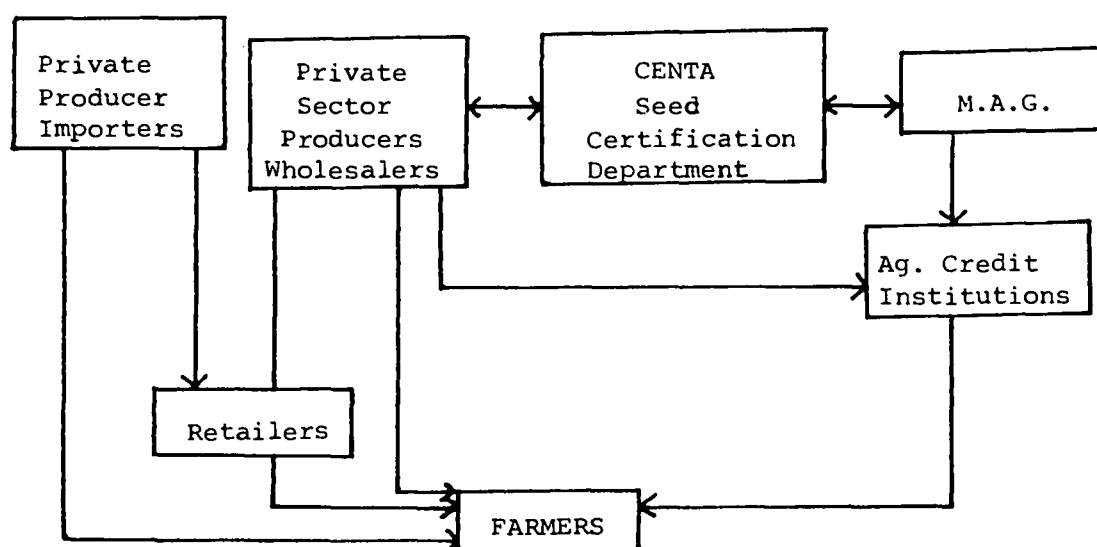 Private
Producer
Importers
Private
Sector
Producers
Wholesalers
CENTA
Seed
Certification
Department
M.A.G.
Ag. Credit
Institutions
Retailers
FARMERS